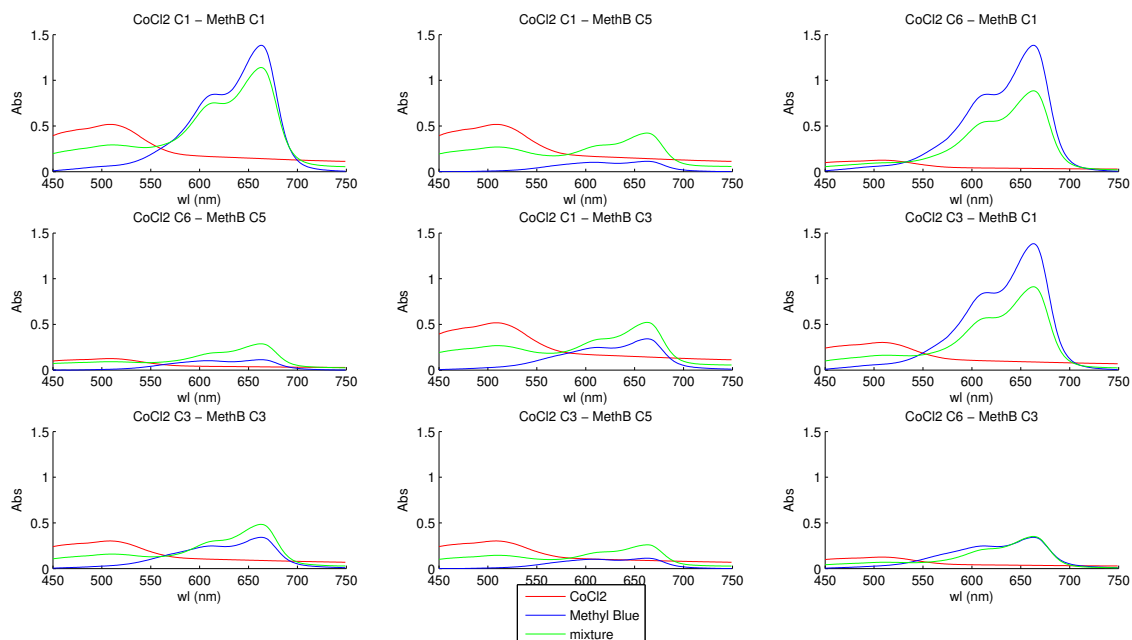 CoCl2 C1 − MethB C1
1.5
1
0.5
0
Abs
450 500 550 600 650 700 750
wl (nm)
CoCl2 C1 − MethB C5
1.5
1
0.5
0
Abs
450 500 550 600 650 700 750
wl (nm)
CoCl2 C6 − MethB C1
1.5
1
0.5
0
Abs
450 500 550 600 650 700 750
wl (nm)
CoCl2 C6 − MethB C5
1.5
1
0.5
0
Abs
450 500 550 600 650 700 750
wl (nm)
CoCl2 C1 − MethB C3
1.5
1
0.5
0
Abs
450 500 550 600 650 700 750
wl (nm)
CoCl2 C3 − MethB C1
1.5
1
0.5
0
Abs
450 500 550 600 650 700 750
wl (nm)
CoCl2 C3 − MethB C3
1.5
1
0.5
0
Abs
450 500 550 600 650 700 750
wl (nm)
CoCl2 C3 − MethB C5
1.5
1
0.5
0
Abs
450 500 550 600 650 700 750
CoCl2 C6 − MethB C3
1.5
1
0.5
0
Abs
450 500 550 600 650 700 750
wl (nm)
CoCl2
Methyl Blue
mixture